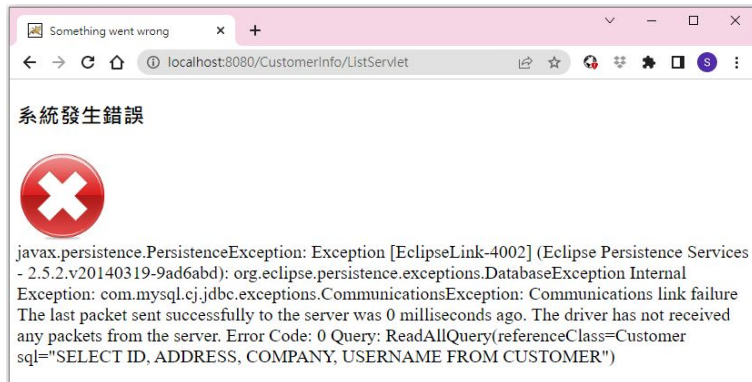 Something went wrong
localhost:8080/CustomerInfo/ListServlet
S
系統發生錯誤
javax.persistence.PersistenceException: Exception [EclipseLink-4002] (Eclipse Persistence Services
- 2.5.2.v20140319-9ad6abd): org.eclipse.persistence.exceptions.DatabaseException Internal
Exception: com.mysql.cj.jdbc.exceptions.CommunicationsException: Communications link failure
The last packet sent successfully to the server was 0 milliseconds ago. The driver has not received
any packets from the server. Error Code: 0 Query: ReadAllQuery(referenceClass=Customer
sql="SELECT ID, ADDRESS, COMPANY, USERNAME FROM CUSTOMER")